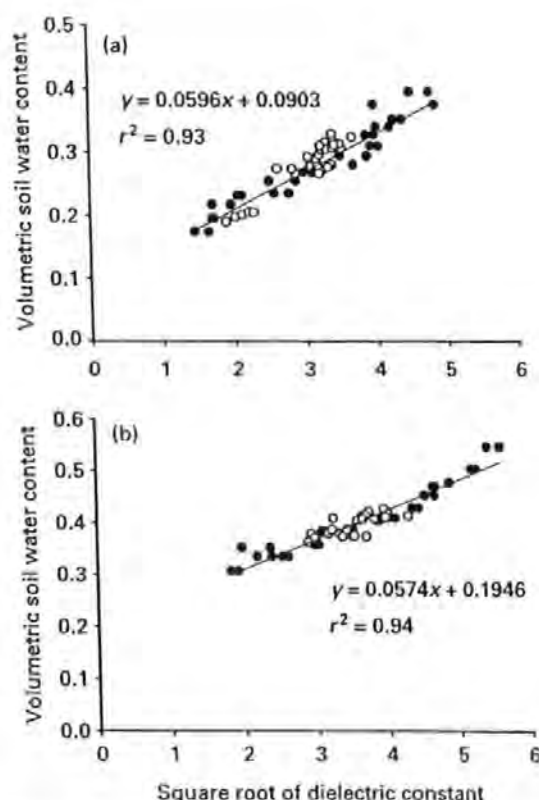 (a)
Volumetric soil water content
0.5
0.4
0.3
0.2
0.1
0.0
y = 0.0596x + 0.0903
r² = 0.93
0 1 2 3 4 5 6
(b)
Volumetric soil water content
0.6
0.5
0.4
0.3
0.2
0.1
0.0
y = 0.0574x + 0.1946
r² = 0.94
0 1 2 3 4 5 6
Square root of dielectric constant